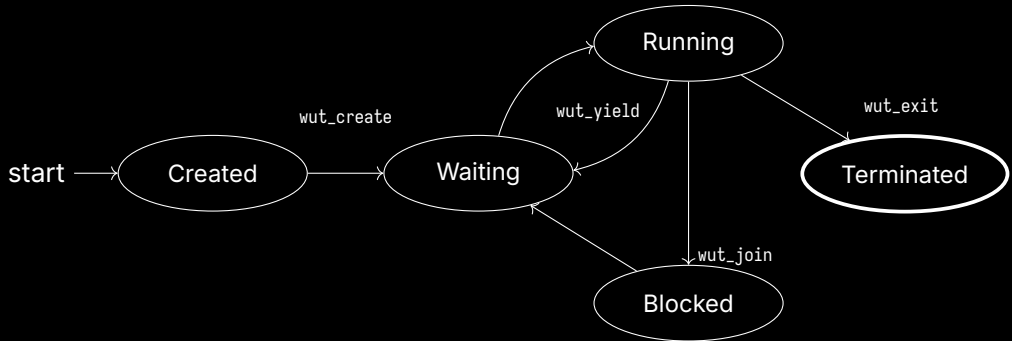 Running
wut_create
wut_yield
wut_exit
start
Created
Waiting
Terminated
wut_join
Blocked